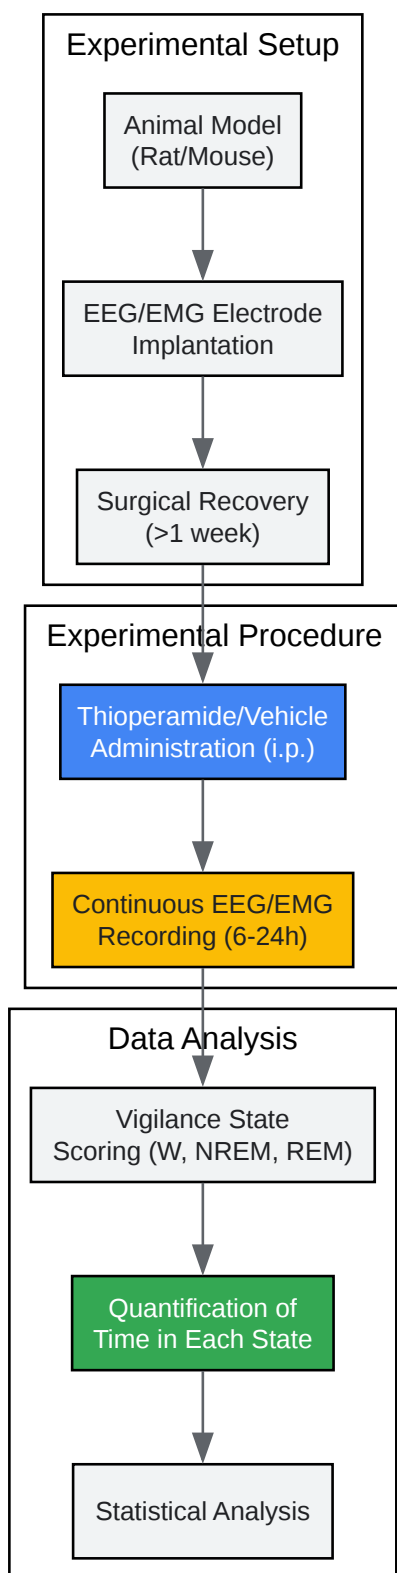 Experimental Setup
Animal Model
(Rat/Mouse)
EEG/EMG Electrode
Implantation
Surgical Recovery
(>1 week)
Experimental Procedure
Thioperamide/Vehicle
Administration (i.p.)
Continuous EEG/EMG
Recording (6-24h)
Data Analysis
Vigilance State
Scoring (W, NREM, REM)
Quantification of
Time in Each State
Statistical Analysis